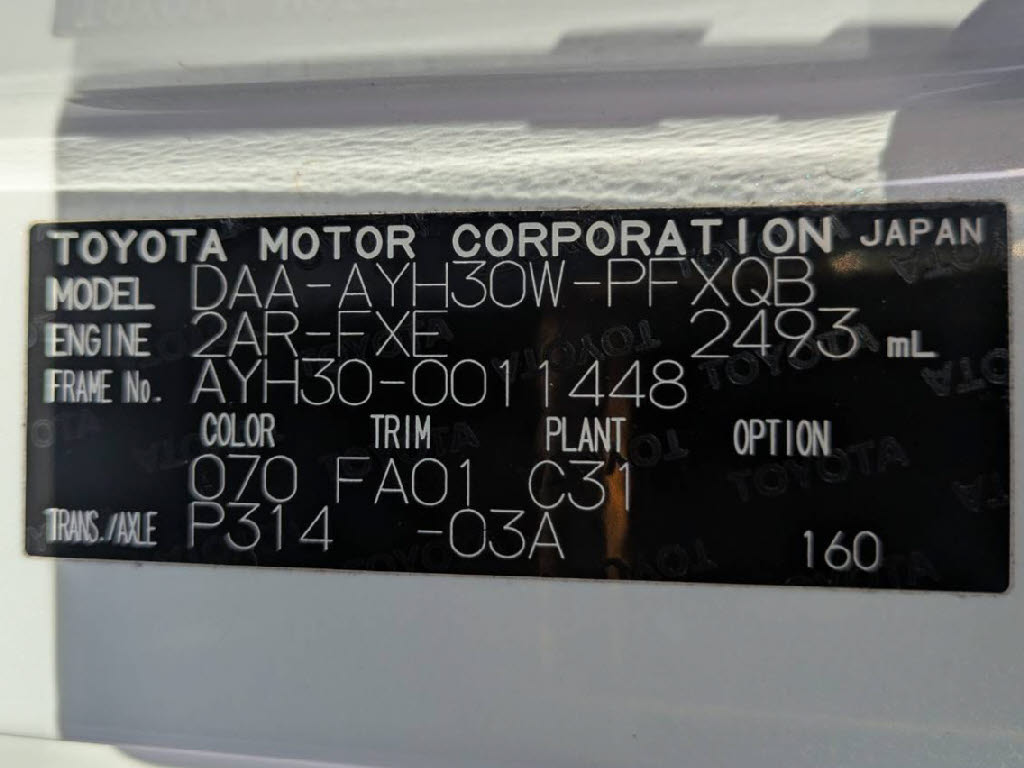 TOYOTA MOTOR CORPORATION JAPAN
MODEL DAA-AYH30W-PFXQB
ENGINE 2AR-FXE 2493 mL
FRAME No. AYH30-0011448
COLOR TRIM PLANT OPTION
070 FA01 C31
TRANS./AXLE P314 -03A 160